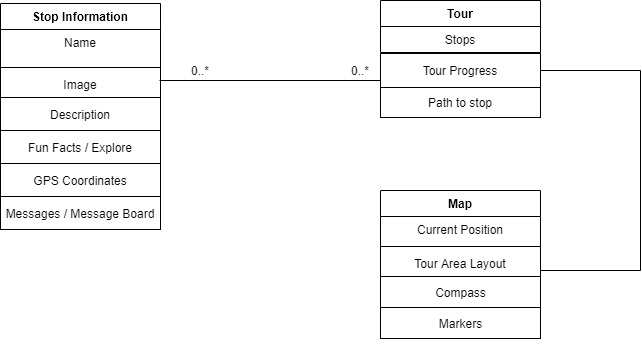 Stop Information
Name
Image
Description
Fun Facts / Explore
GPS Coordinates
Messages / Message Board
0..*
0..*
Tour
Stops
Tour Progress
Path to stop
Map
Current Position
Tour Area Layout
Compass
Markers